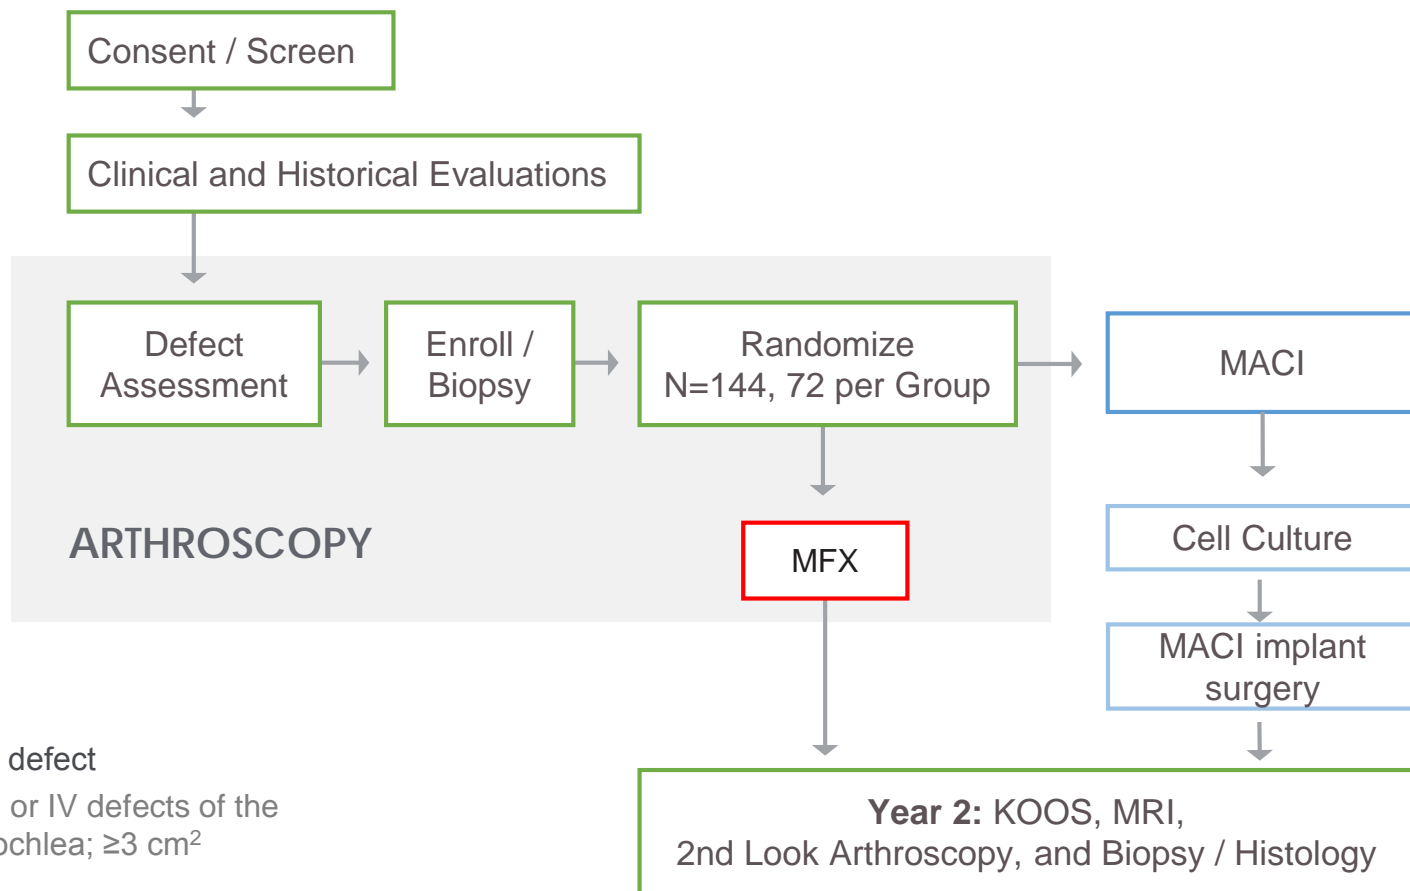 Consent / Screen
Clinical and Historical Evaluations
Defect
Assessment
Enroll /
Biopsy
Randomize
N=144, 72 per Group
MACI
ARTHROSCOPY
MFX
Cell Culture
MACI implant
surgery
defect
or IV defects of the
ochlea; ≥3 cm²
Year 2: KOOS, MRI,
2nd Look Arthroscopy, and Biopsy / Histology